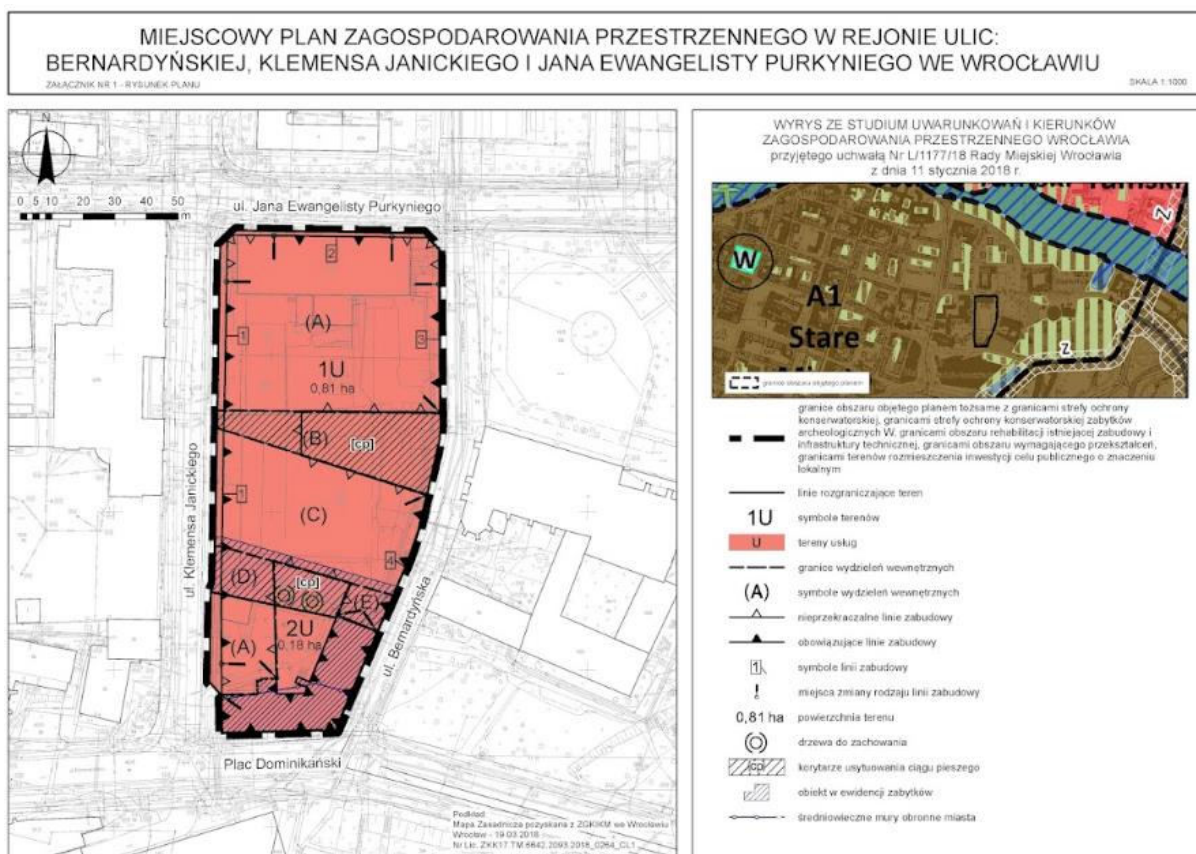 MIEJSCOWY PLAN ZAGOSPODAROWANIA PRZESTRZENNEGO W REJONIE ULIC:
BERNARDYŃSKIEJ, KLEMENSA JANICKIEGO I JANA EWANGELISTY PURKYNIEGO WE WROCŁAWIU
ZAŁĄCZNIK NR 1 - RYSUNEK PLANU
SKALA 1:1000
N
0 5 10 20 30 40 50
m
ul. Jana Ewangelisty Purkyniego
2
(A)
1
3
1U
0,81 ha
(B)
[cp]
ul. Klemensa Janickiego
1
(C)
4
(D)
[cp]
(E)
2U
0,18 ha
(A)
ul. Bernardyńska
Plac Dominikański
Podkład:
Mapa Zasadnicza pozyskana z ZGKIKM we Wrocławiu
Wrocław - 19.03.2018
WYRYS ZE STUDIUM UWARUNKOWAŃ I KIERUNKÓW
ZAGOSPODAROWANIA PRZESTRZENNEGO WROCŁAWIA
przyjętego uchwałą Nr L/1177/18 Rady Miejskiej Wrocławia
z dnia 11 stycznia 2018 r.
W
A1
Stare
Z
Z
granice obszaru objętego planem
granice obszaru objętego planem tożsame z granicami strefy ochrony
konserwatorskiej, granicami strefy ochrony konserwatorskiej zabytków
archeologicznych W, granicami obszaru rehabilitacji istniejącej zabudowy i
infrastruktury technicznej, granicami obszaru wymagającego przekształceń,
granicami terenów rozmieszczenia inwestycji celu publicznego o znaczeniu
lokalnym
linie rozgraniczające teren
1U symbole terenów
U tereny usług
granice wydzieleń wewnętrznych
(A) symbole wydzieleń wewnętrznych
nieprzekraczalne linie zabudowy
obowiązujące linie zabudowy
1 symbole linii zabudowy
miejsca zmiany rodzaju linii zabudowy
0,81 ha powierzchnia terenu
drzewa do zachowania
[cp] korytarze usytuowania ciągu pieszego
obiekt w ewidencji zabytków
średniowieczne mury obronne miasta